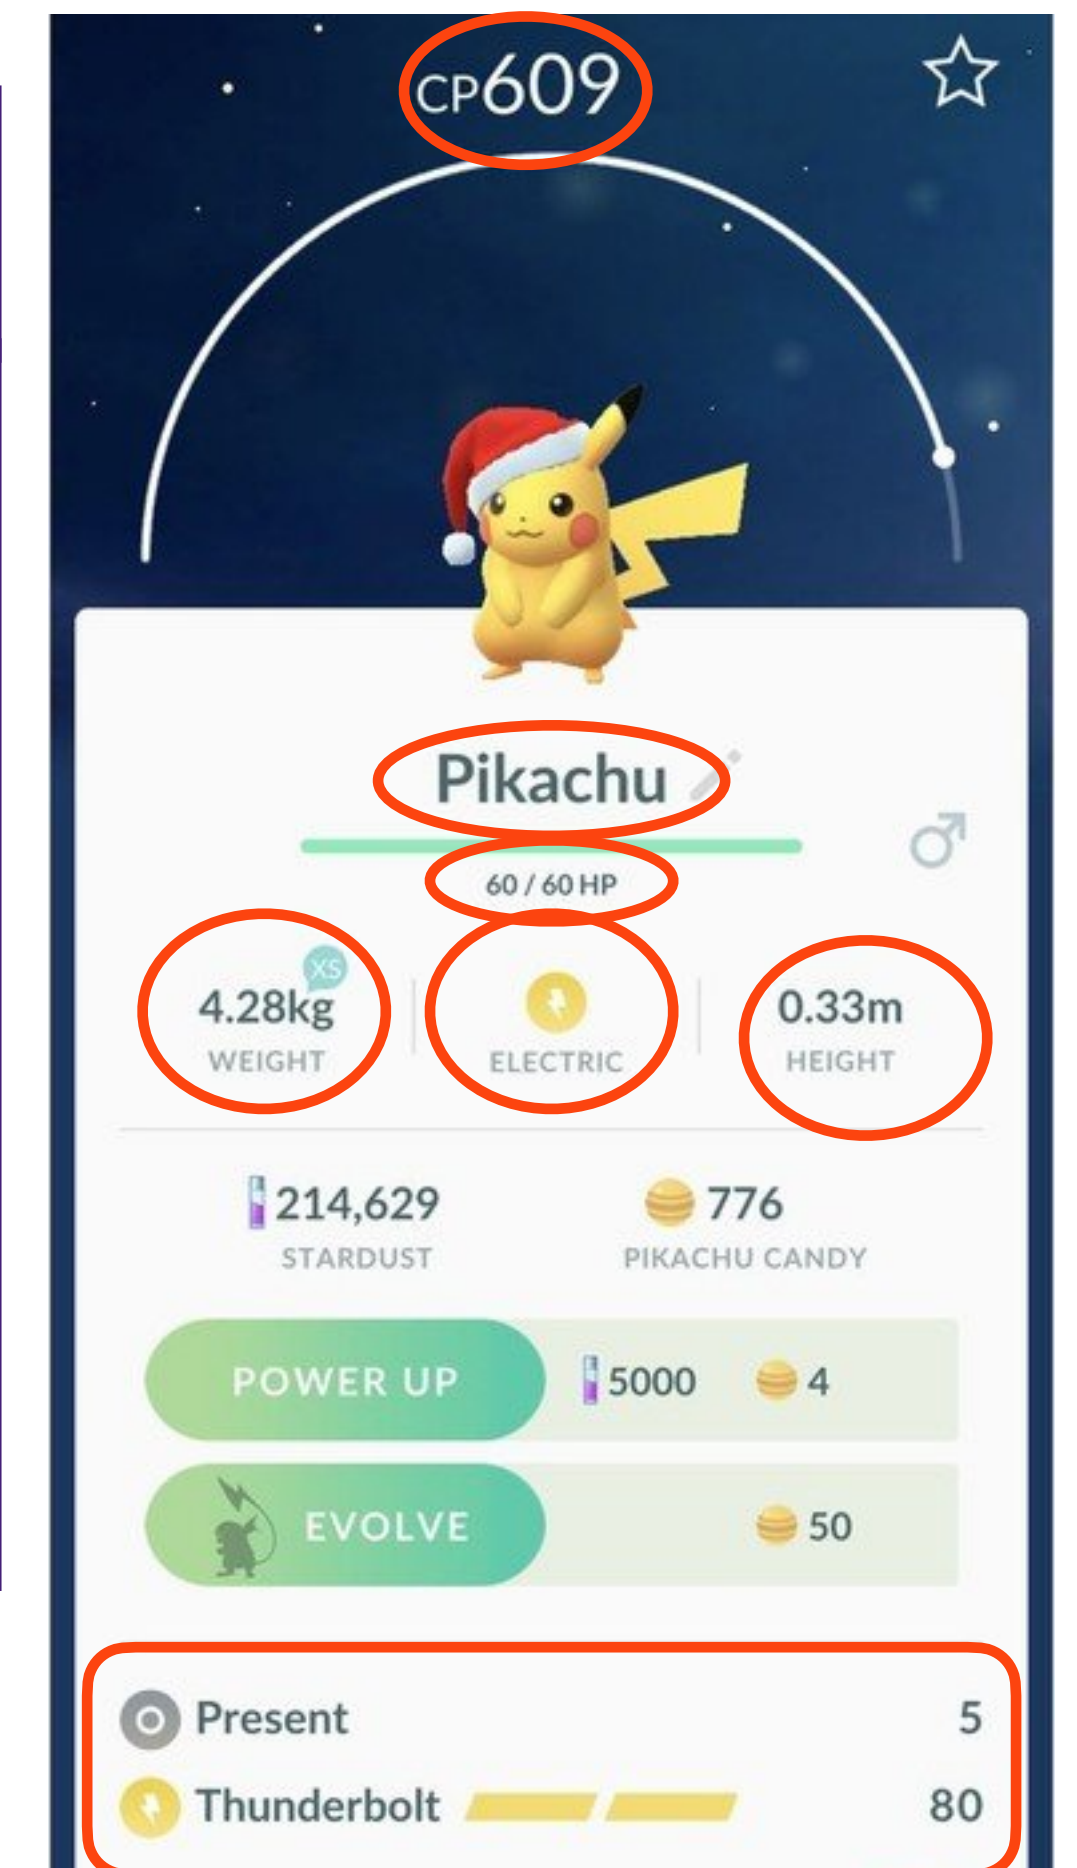 CP609
Pikachu
60 / 60 HP
XS
4.28kg
WEIGHT
ELECTRIC
0.33m
HEIGHT
214,629
STARDUST
776
PIKACHU CANDY
POWER UP 5000 4
EVOLVE 50
Present 5
Thunderbolt 80